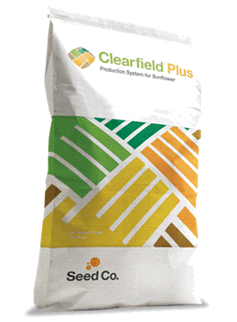 Clearfield Plus
Production System for Sunflower
Seed Co.